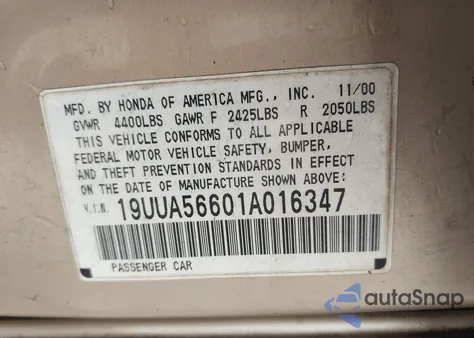 MFD. BY HONDA OF AMERICA MFG., INC. 11/00
GVWR 4400LBS GAWR F 2425LBS R 2050LBS
THIS VEHICLE CONFORMS TO ALL APPLICABLE
FEDERAL MOTOR VEHICLE SAFETY, BUMPER,
AND THEFT PREVENTION STANDARDS IN EFFECT
ON THE DATE OF MANUFACTURE SHOWN ABOVE:
V.I.N. 19UUA56601A016347
PASSENGER CAR
autaSnap